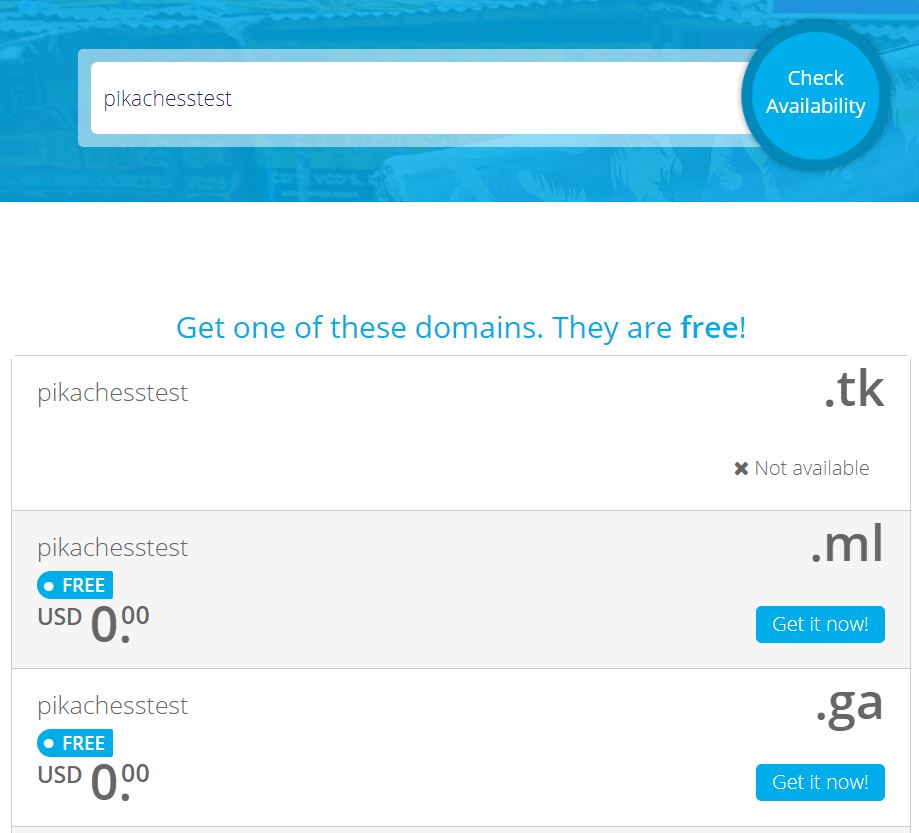 pikachesstest
Check
Availability
Get one of these domains. They are free!
pikachesstest
.tk
✖ Not available
pikachesstest
.ml
FREE
USD 0.00
Get it now!
pikachesstest
.ga
FREE
USD 0.00
Get it now!